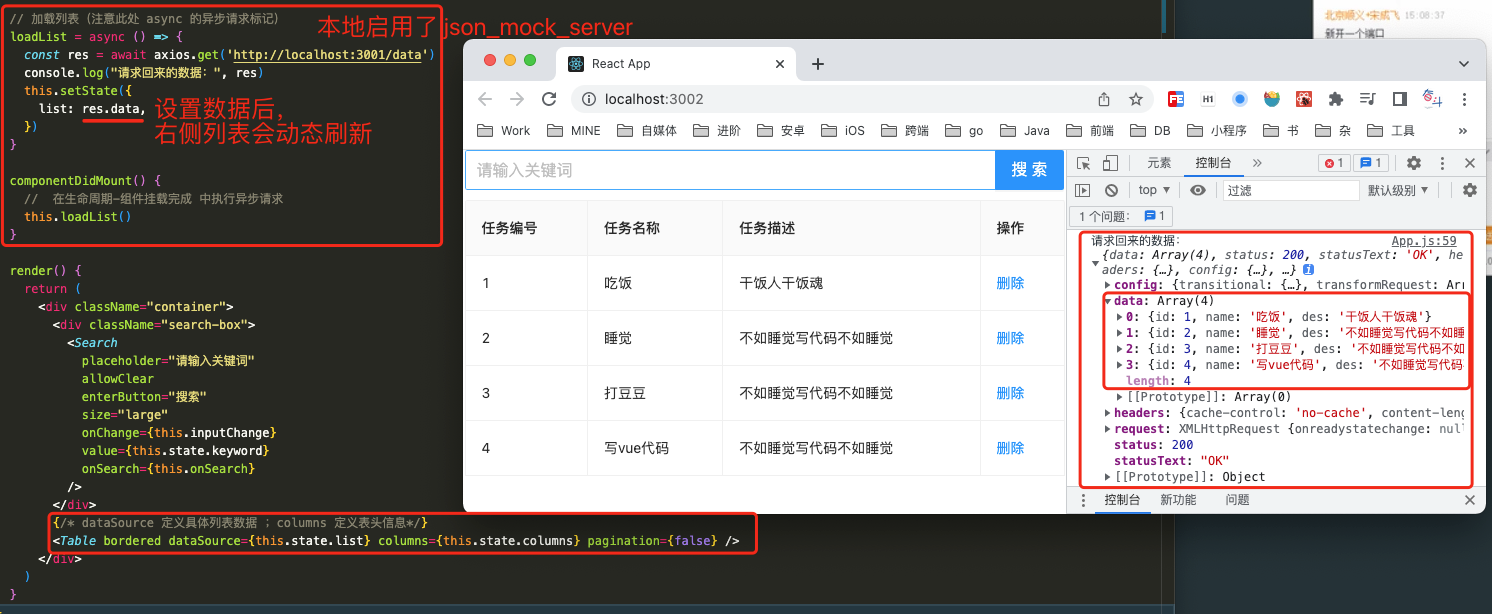 // 加载列表（注意此处 async 的异步请求标记）
loadList = async () => {
const res = await axios.get('http://localhost:3001/data')
console.log("请求回来的数据：", res)
this.setState({
list: res.data,
})
}
componentDidMount() {
// 在生命周期-组件挂载完成 中执行异步请求
this.loadList()
}
render() {
return (
<div className="container">
<div className="search-box">
<Search
placeholder="请输入关键词"
allowClear
enterButton="搜索"
size="large"
onChange={this.inputChange}
value={this.state.keyword}
onSearch={this.onSearch}
/>
</div>
{/* dataSource 定义具体列表数据 ；columns 定义表头信息*/}
<Table bordered dataSource={this.state.list} columns={this.state.columns} pagination={false} />
</div>
)
}
本地启用了 json_mock_server
设置数据后，
右侧列表会动态刷新
北京顺义•宋威飞 15:08:37
新开一个端口
React App
localhost:3002
Work MINE 自媒体 进阶 安卓 iOS 跨端 go Java 前端 DB 小程序 书 杂 工具 »
请输入关键词
搜 索
任务编号 任务名称 任务描述 操作
1 吃饭 干饭人干饭魂 删除
2 睡觉 不如睡觉写代码不如睡觉 删除
3 打豆豆 不如睡觉写代码不如睡觉 删除
4 写vue代码 不如睡觉写代码不如睡觉 删除
元素 控制台 » 1 1
top 过滤 默认级别
1 个问题： 1
请求回来的数据： App.js:59
{data: Array(4), status: 200, statusText: 'OK', he
aders: {…}, config: {…}, …}
config: {transitional: {…}, transformRequest: Arr
data: Array(4)
0: {id: 1, name: '吃饭', des: '干饭人干饭魂'}
1: {id: 2, name: '睡觉', des: '不如睡觉写代码不如睡
2: {id: 3, name: '打豆豆', des: '不如睡觉写代码不如
3: {id: 4, name: '写vue代码', des: '不如睡觉写代码
length: 4
[[Prototype]]: Array(0)
headers: {cache-control: 'no-cache', content-leng
request: XMLHttpRequest {onreadystatechange: null
status: 200
statusText: "OK"
[[Prototype]]: Object
控制台 新功能 问题